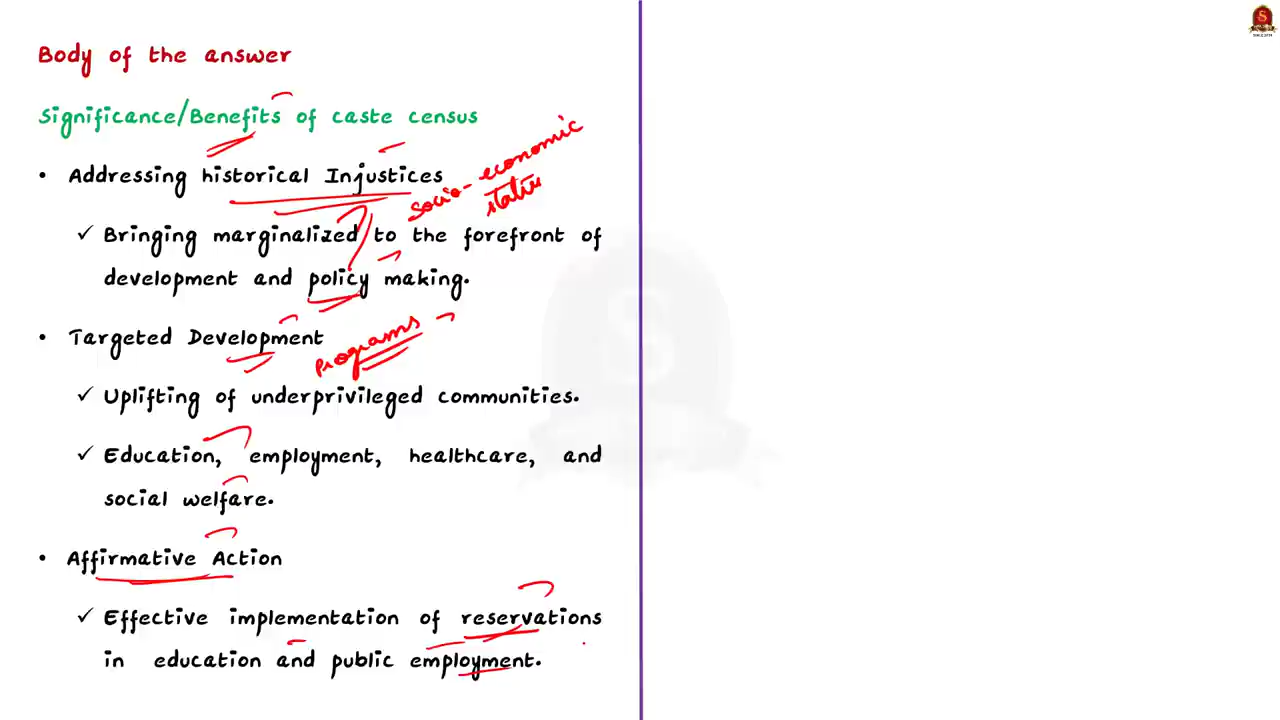 Body of the answer
Significance/Benefits of caste census
• Addressing historical Injustices
socio-economic
status
✓ Bringing marginalized to the forefront of
development and policy making.
• Targeted Development
programs
✓ Uplifting of underprivileged communities.
✓ Education, employment, healthcare, and
social welfare.
• Affirmative Action
✓ Effective implementation of reservations
in education and public employment.
S